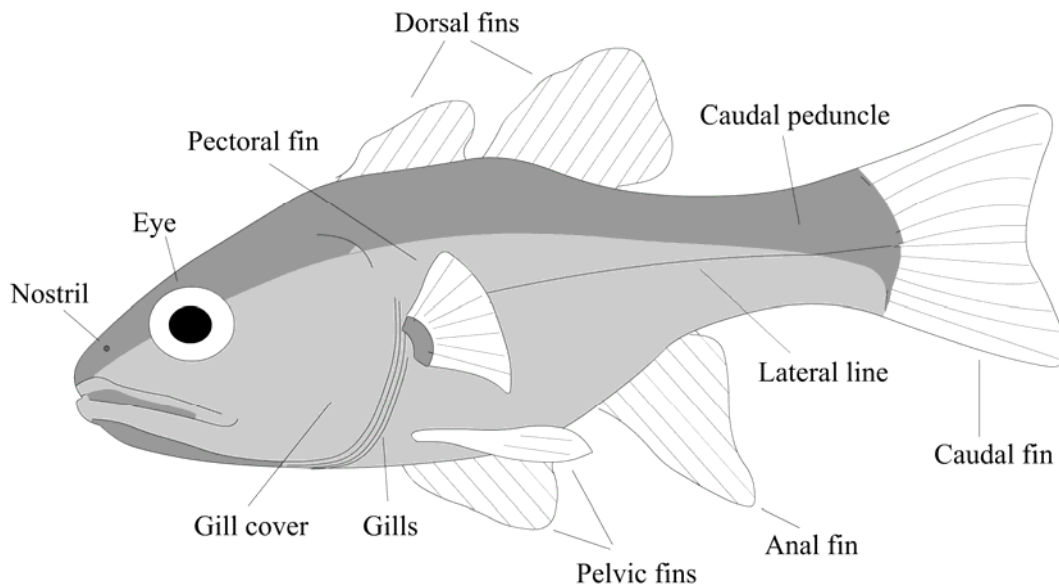 Dorsal fins
Pectoral fin
Caudal peduncle
Eye
Nostril
Lateral line
Caudal fin
Gill cover
Gills
Anal fin
Pelvic fins